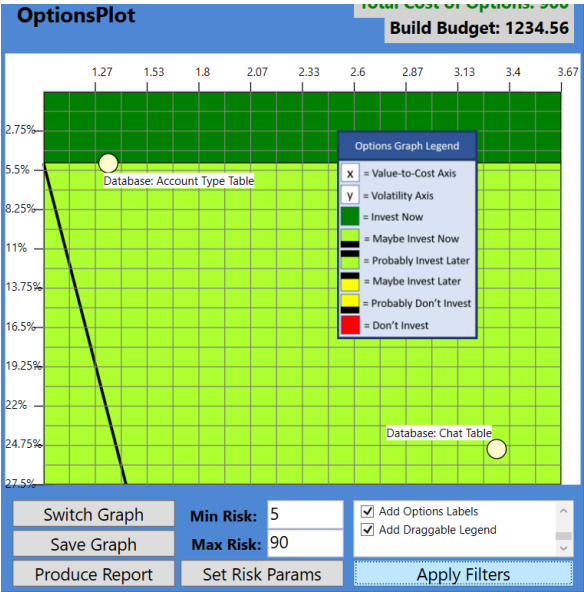 OptionsPlot
Total Cost of Options: 900
Build Budget: 1234.56
1.27 1.53 1.8 2.07 2.33 2.6 2.87 3.13 3.4 3.67
2.75%
5.5%
8.25%
11%
13.75%
16.5%
19.25%
22%
24.75%
27.5%
Database: Account Type Table
Options Graph Legend
x = Value-to-Cost Axis
y = Volatility Axis
= Invest Now
= Maybe Invest Now
= Probably Invest Later
= Maybe Invest Later
= Probably Don't Invest
= Don't Invest
Database: Chat Table
Switch Graph
Save Graph
Produce Report
Min Risk: 5
Max Risk: 90
Set Risk Params
Add Options Labels
Add Draggable Legend
Apply Filters